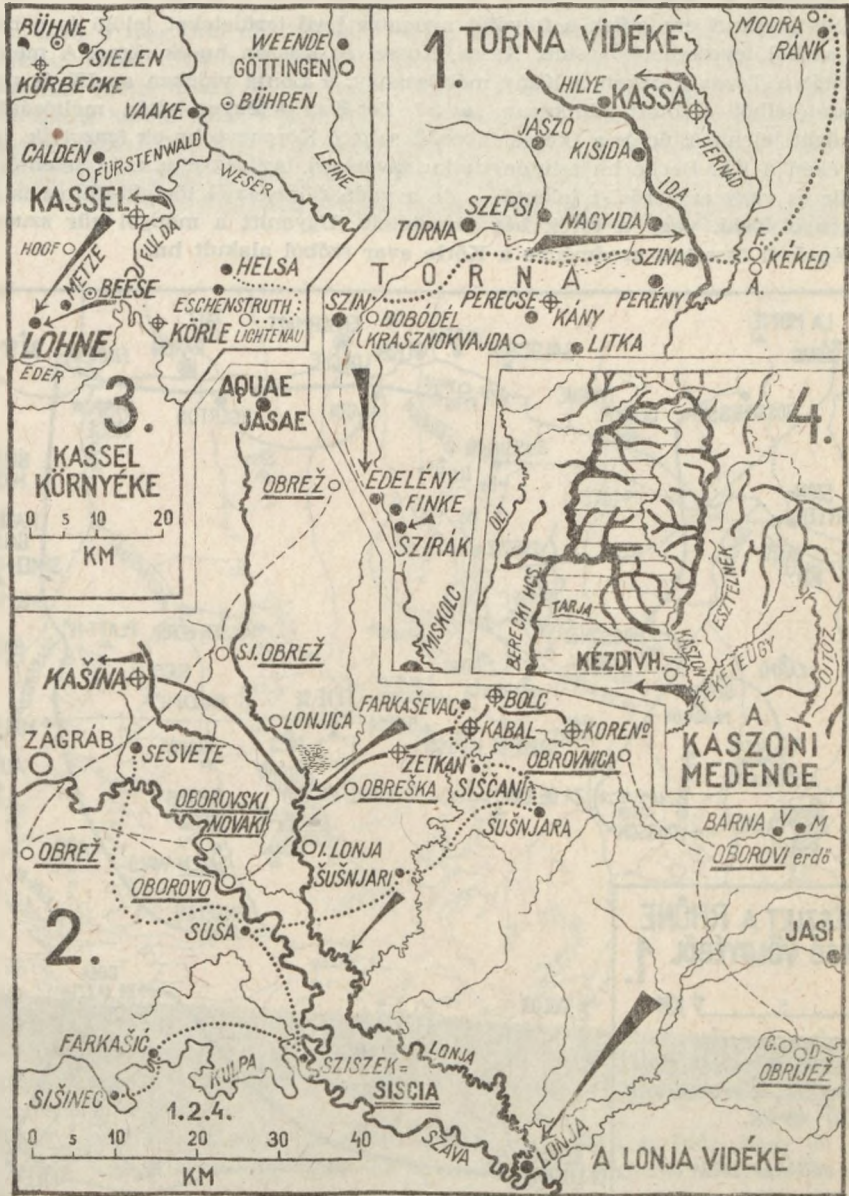 BÜHNE
SIELEN
KÖRBECKE
WEENDE
GÖTTINGEN
BÜHREN
VAAKE
CALDEN
FÜRSTENWALD
WESER
LEINE
KASSEL
FULDA
HOOF
METZE
BEESE
HELSA
ESCHENSTRUTH
LICHTENAU
LOHNE
KÖRLE
EDER
3.
KASSEL
KÖRNYÉKE
0 5 10 20
KM
1. TORNA VIDÉKE
MODRA
RÁNK
HILYE
KASSA
JÁSZÓ
KISIDA
HERNÁD
IDA
SZEPSI
TORNA
NAGYIDA
SZINA
F.
KÉKED
A.
TORNA
PERECSE
PERÉNY
SZIN
DOBÓDÉL
KÁNY
KRASZNOKVAJDA
LITKA
EDELÉNY
FINKE
SZIRÁK
MISKOLC
4.
OLT
BERECKI HGS.
TARJA
KÉZDIVH.
KÁSZON
ESZTELNEK
FEKETEÜGY
OJTOZ
A
KÁSZONI
MEDENCE
AQUAE
JASAE
OBREŽ
SJ. OBREŽ
KAŠINA
LONJICA
FARKAŠEVAC
BOLC
KABAL
KORENO
ZÁGRÁB
SESVETE
ZETKAN
OBROVNICA
OBREŠKA
SIŠČANI
OBOROVSKI
NOVAKI
ŠUŠNJARA
BARNA V M
OBOROVI erdő
OBREŽ
I. LONJA
ŠUŠNJARI
OBOROVO
2.
SUŠA
JASI
FARKAŠIĆ
KULPA
SZISZEK=
SISCIA
LONJA
G. D
OBRIJEŽ
SIŠINEC
1.2.4.
0 5 10 20 30 40
KM
SZÁVA
LONJA
A LONJA VIDÉKE